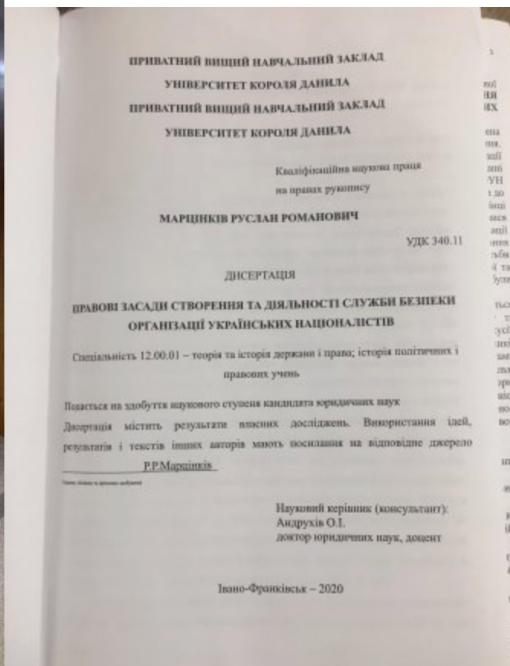 ПРИВАТНИЙ ВИЩИЙ НАВЧАЛЬНИЙ ЗАКЛАД
УНІВЕРСИТЕТ КОРОЛЯ ДАНИЛА
ПРИВАТНИЙ ВИЩИЙ НАВЧАЛЬНИЙ ЗАКЛАД
УНІВЕРСИТЕТ КОРОЛЯ ДАНИЛА
Кваліфікаційна наукова праця
на правах рукопису
МАРЦІНКІВ РУСЛАН РОМАНОВИЧ
УДК 340.11
ДИСЕРТАЦІЯ
ПРАВОВІ ЗАСАДИ СТВОРЕННЯ ТА ДІЯЛЬНОСТІ СЛУЖБИ БЕЗПЕКИ
ОРГАНІЗАЦІЇ УКРАЇНСЬКИХ НАЦІОНАЛІСТІВ
Спеціальність 12.00.01 – теорія та історія держави і права; історія політичних і
правових учень
Подається на здобуття наукового ступеня кандидата юридичних наук
Дисертація містить результати власних досліджень. Використання ідей,
результатів і текстів інших авторів мають посилання на відповідне джерело
Р.Р.Марцінків
Науковий керівник (консультант):
Андрухів О.І.
доктор юридичних наук, доцент
Івано-Франківськ – 2020